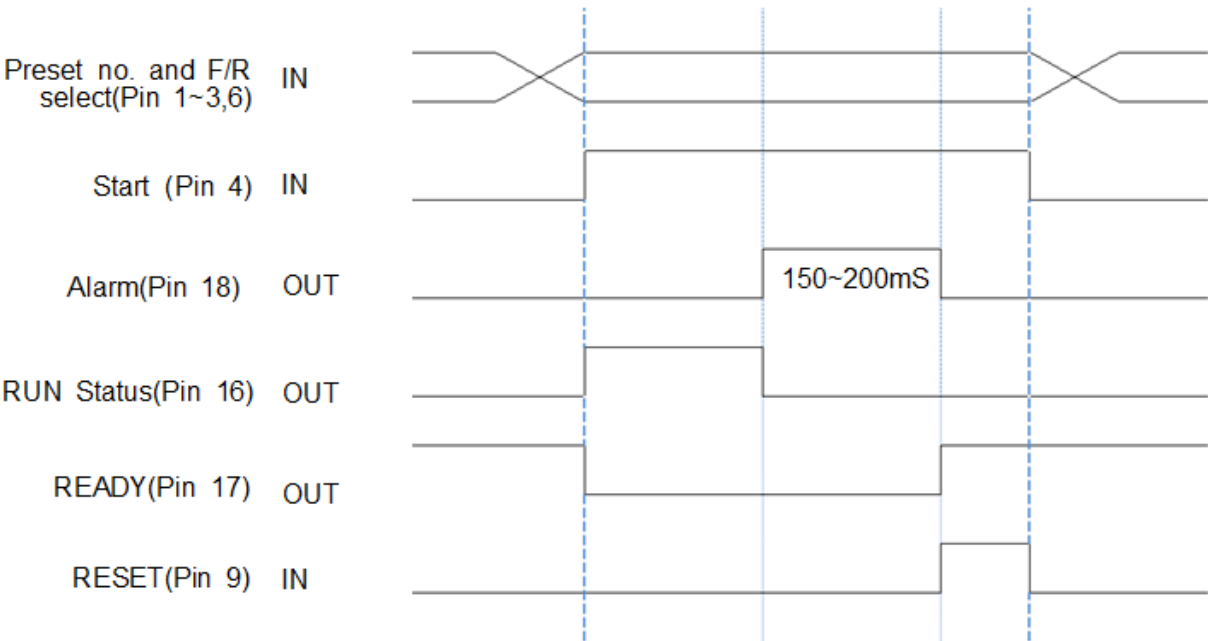 Preset no. and F/R
select(Pin 1~3,6) IN
Start (Pin 4) IN
Alarm(Pin 18) OUT
150~200mS
RUN Status(Pin 16) OUT
READY(Pin 17) OUT
RESET(Pin 9) IN